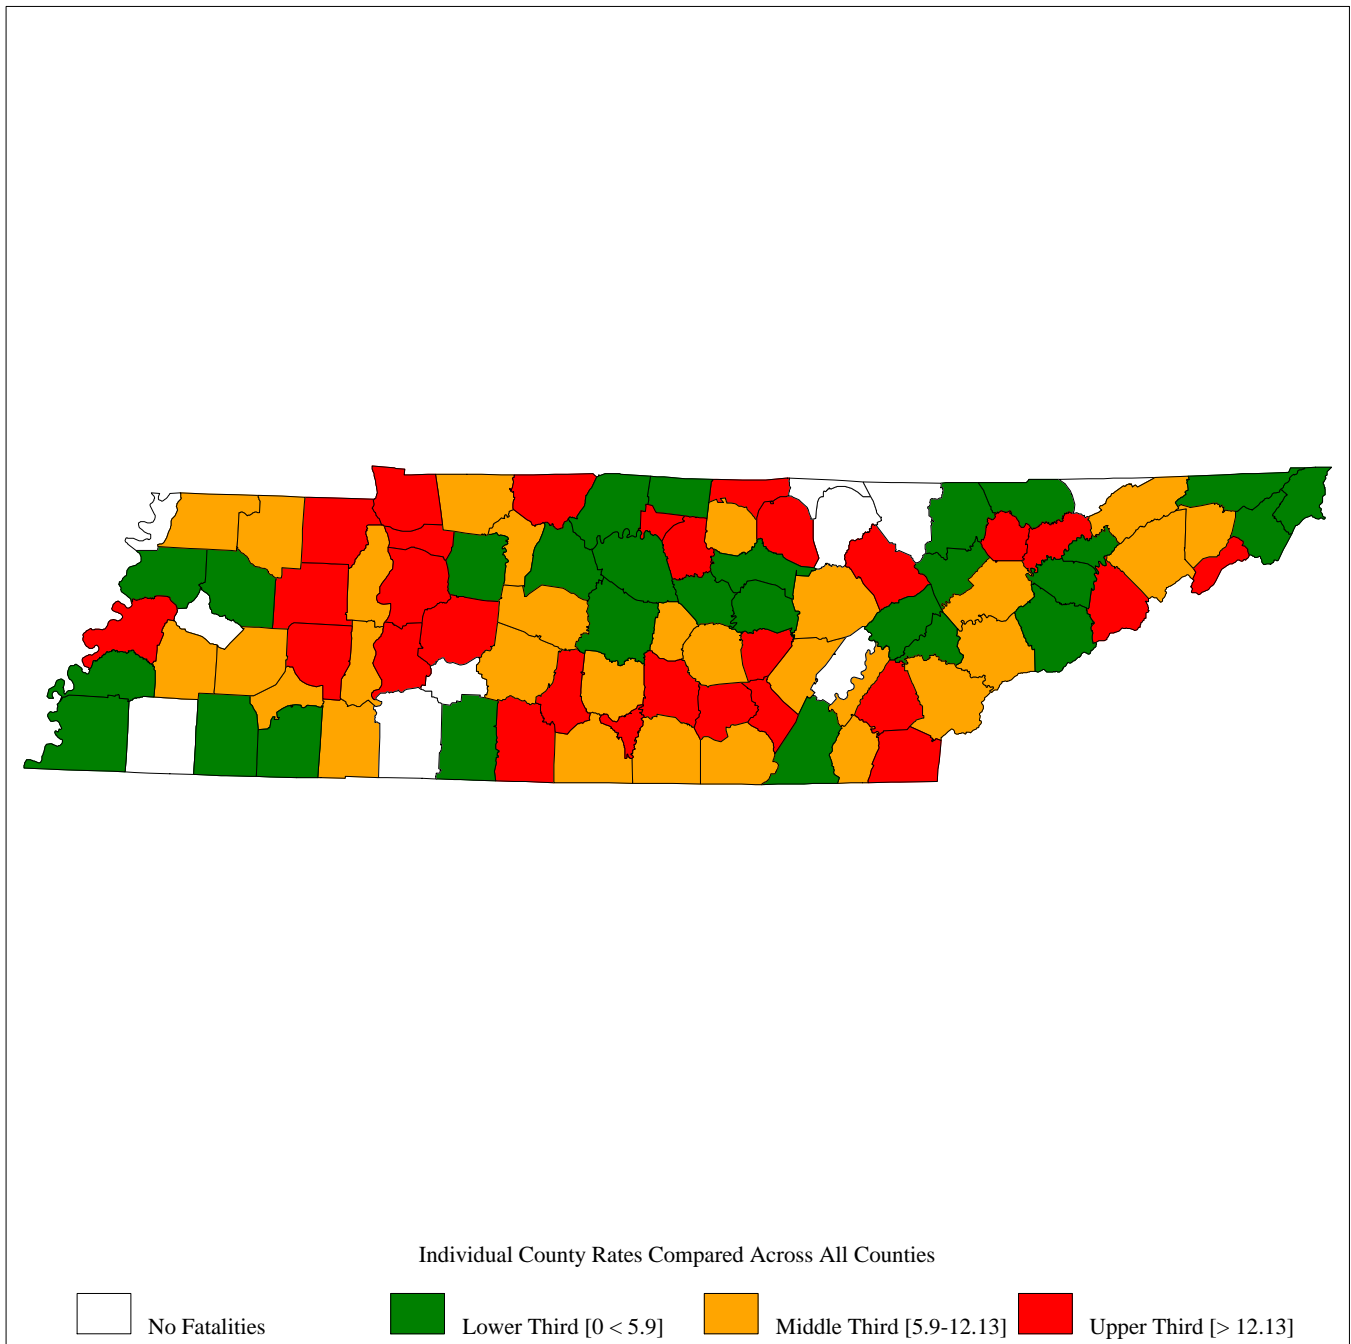 Individual County Rates Compared Across All Counties
No Fatalities Lower Third [0 < 5.9] Middle Third [5.9-12.13] Upper Third [> 12.13]